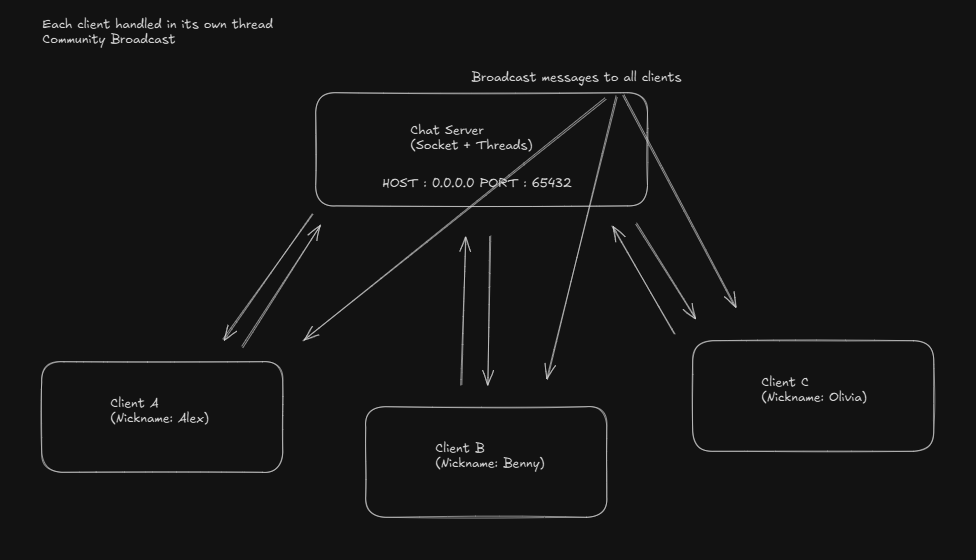 Each client handled in its own thread
Community Broadcast
Broadcast messages to all clients
Chat Server
(Socket + Threads)
HOST : 0.0.0.0 PORT : 65432
Client A
(Nickname: Alex)
Client B
(Nickname: Benny)
Client C
(Nickname: Olivia)